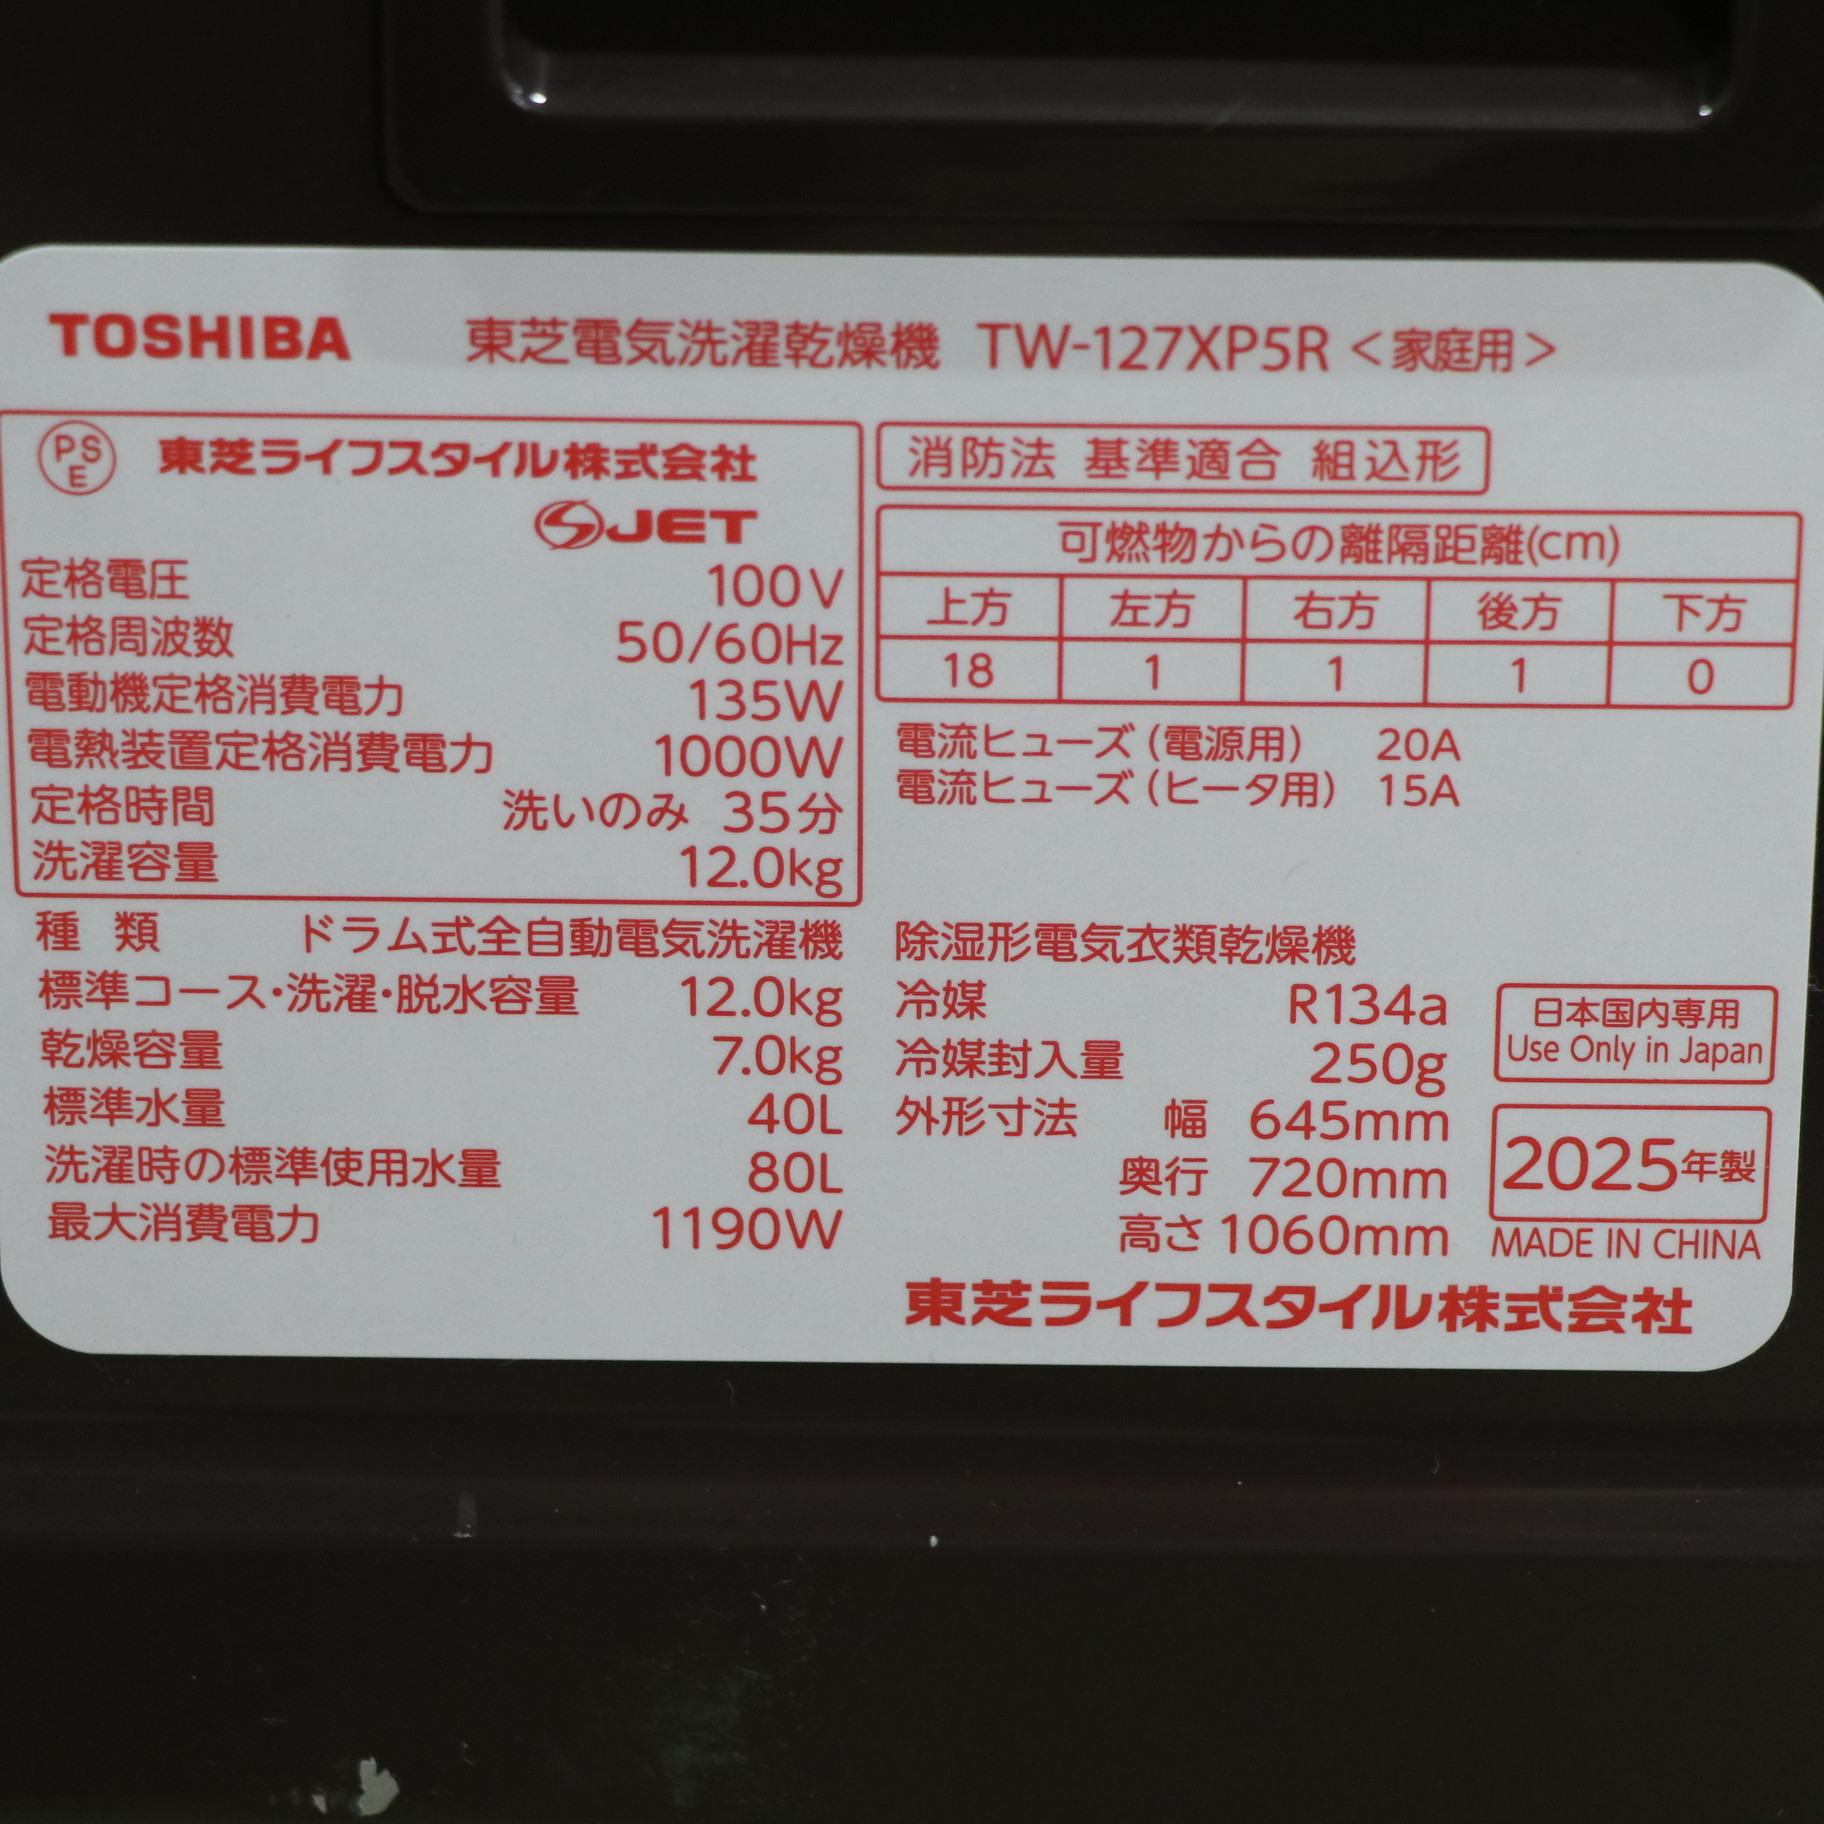 TOSHIBA 東芝電気洗濯乾燥機 TW-127XP5R <家庭用>
PSE 東芝ライフスタイル株式会社
S JET
定格電圧 100V
定格周波数 50/60Hz
電動機定格消費電力 135W
電熱装置定格消費電力 1000W
定格時間 洗いのみ 35分
洗濯容量 12.0kg
種 類 ドラム式全自動電気洗濯機
標準コース・洗濯・脱水容量 12.0kg
乾燥容量 7.0kg
標準水量 40L
洗濯時の標準使用水量 80L
最大消費電力 1190W
消防法 基準適合 組込形
可燃物からの離隔距離(cm)
上方 左方 右方 後方 下方
18 1 1 1 0
電流ヒューズ(電源用) 20A
電流ヒューズ(ヒータ用) 15A
除湿形電気衣類乾燥機
冷媒 R134a
冷媒封入量 250g
外形寸法 幅 645mm
奥行 720mm
高さ 1060mm
日本国内専用
Use Only in Japan
2025年製
MADE IN CHINA
東芝ライフスタイル株式会社